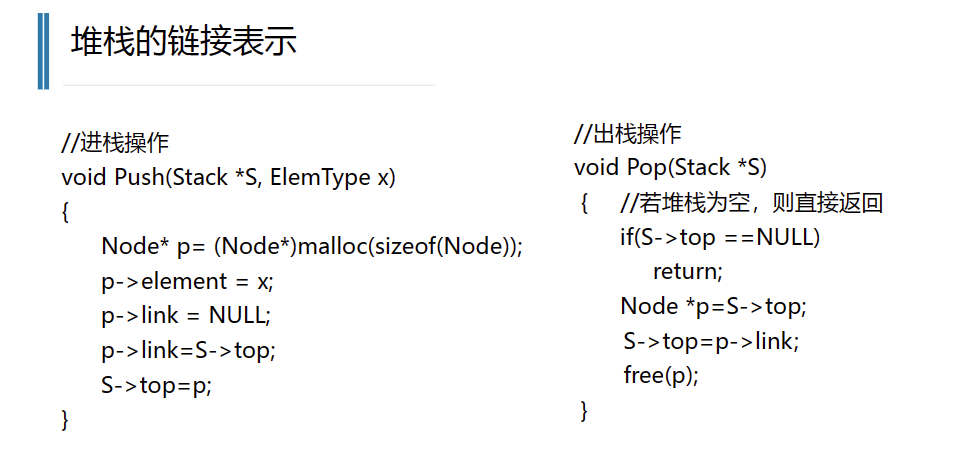 堆栈的链接表示
//进栈操作
void Push(Stack *S, ElemType x)
{
Node* p= (Node*)malloc(sizeof(Node));
p->element = x;
p->link = NULL;
p->link=S->top;
S->top=p;
}
//出栈操作
void Pop(Stack *S)
{ //若堆栈为空，则直接返回
if(S->top ==NULL)
return;
Node *p=S->top;
S->top=p->link;
free(p);
}